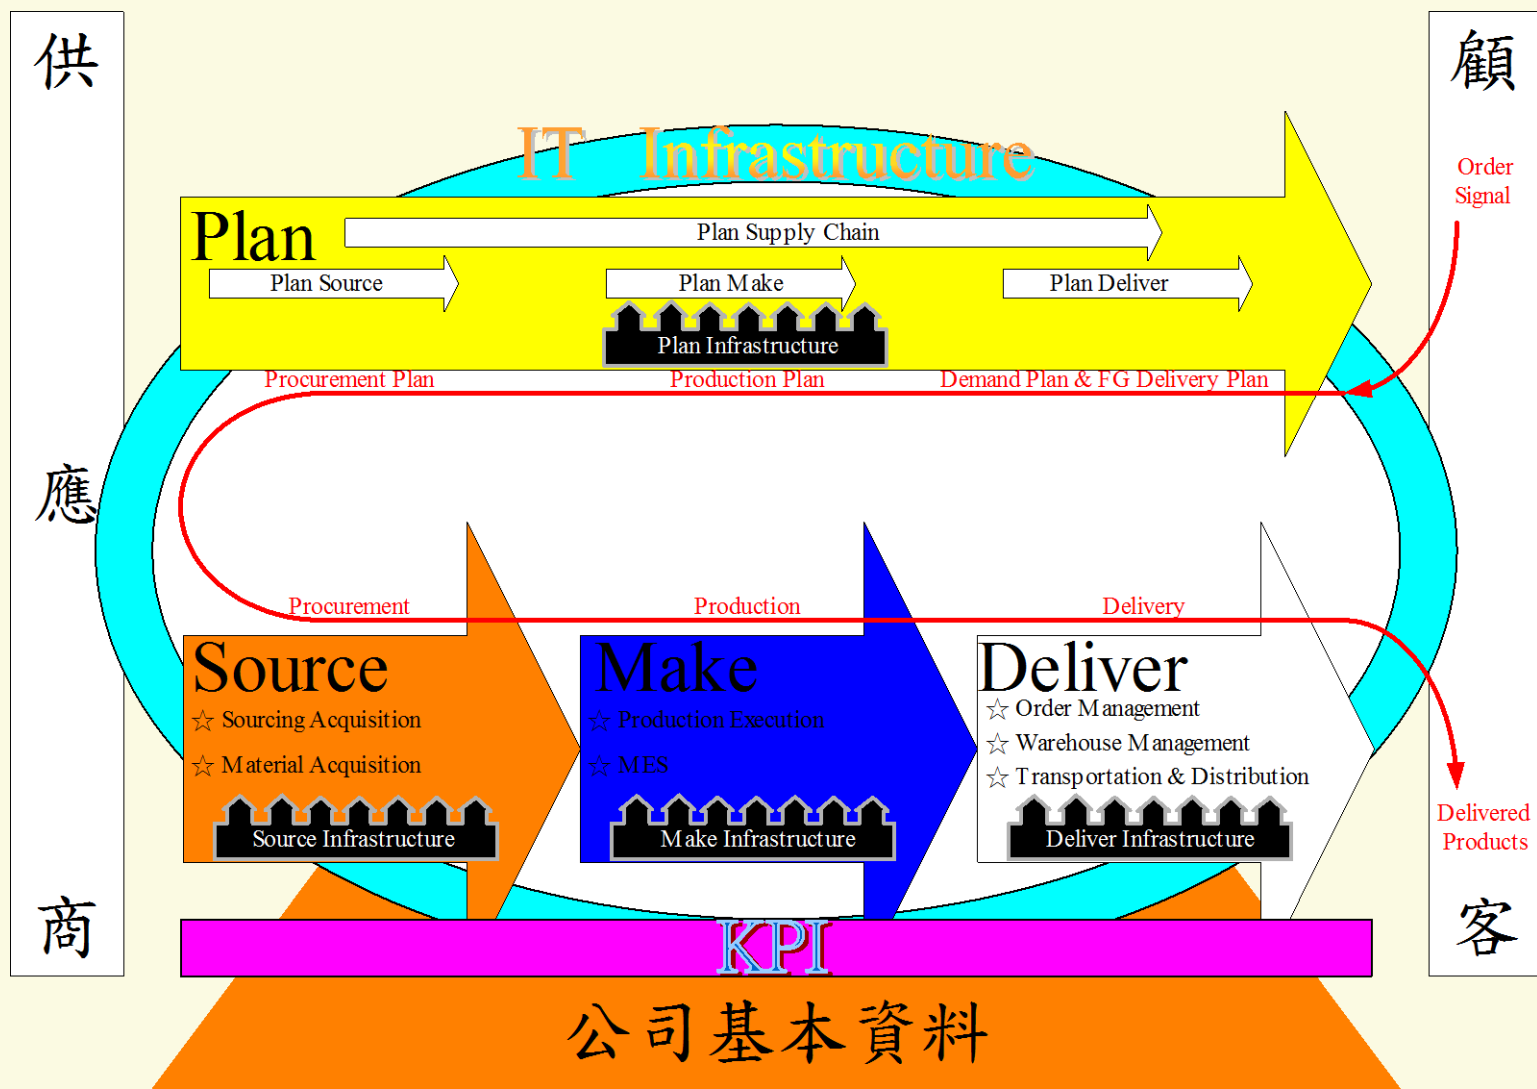 供應商
顧客
IT Infrastructure
Order
Signal
Plan
Plan Supply Chain
Plan Source
Plan Make
Plan Deliver
Plan Infrastructure
Procurement Plan
Production Plan
Demand Plan & FG Delivery Plan
Procurement
Production
Delivery
Source
☆ Sourcing Acquisition
☆ Material Acquisition
Source Infrastructure
Make
☆ Production Execution
☆ MES
Make Infrastructure
Deliver
☆ Order Management
☆ Warehouse Management
☆ Transportation & Distribution
Deliver Infrastructure
Delivered
Products
KPI
公司基本資料